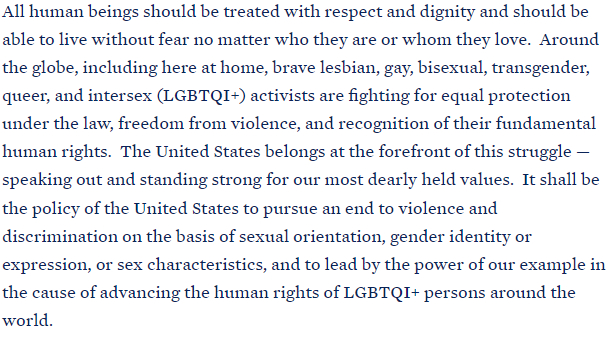 All human beings should be treated with respect and dignity and should be
able to live without fear no matter who they are or whom they love.  Around
the globe, including here at home, brave lesbian, gay, bisexual, transgender,
queer, and intersex (LGBTQI+) activists are fighting for equal protection
under the law, freedom from violence, and recognition of their fundamental
human rights.  The United States belongs at the forefront of this struggle —
speaking out and standing strong for our most dearly held values.  It shall be
the policy of the United States to pursue an end to violence and
discrimination on the basis of sexual orientation, gender identity or
expression, or sex characteristics, and to lead by the power of our example in
the cause of advancing the human rights of LGBTQI+ persons around the
world.